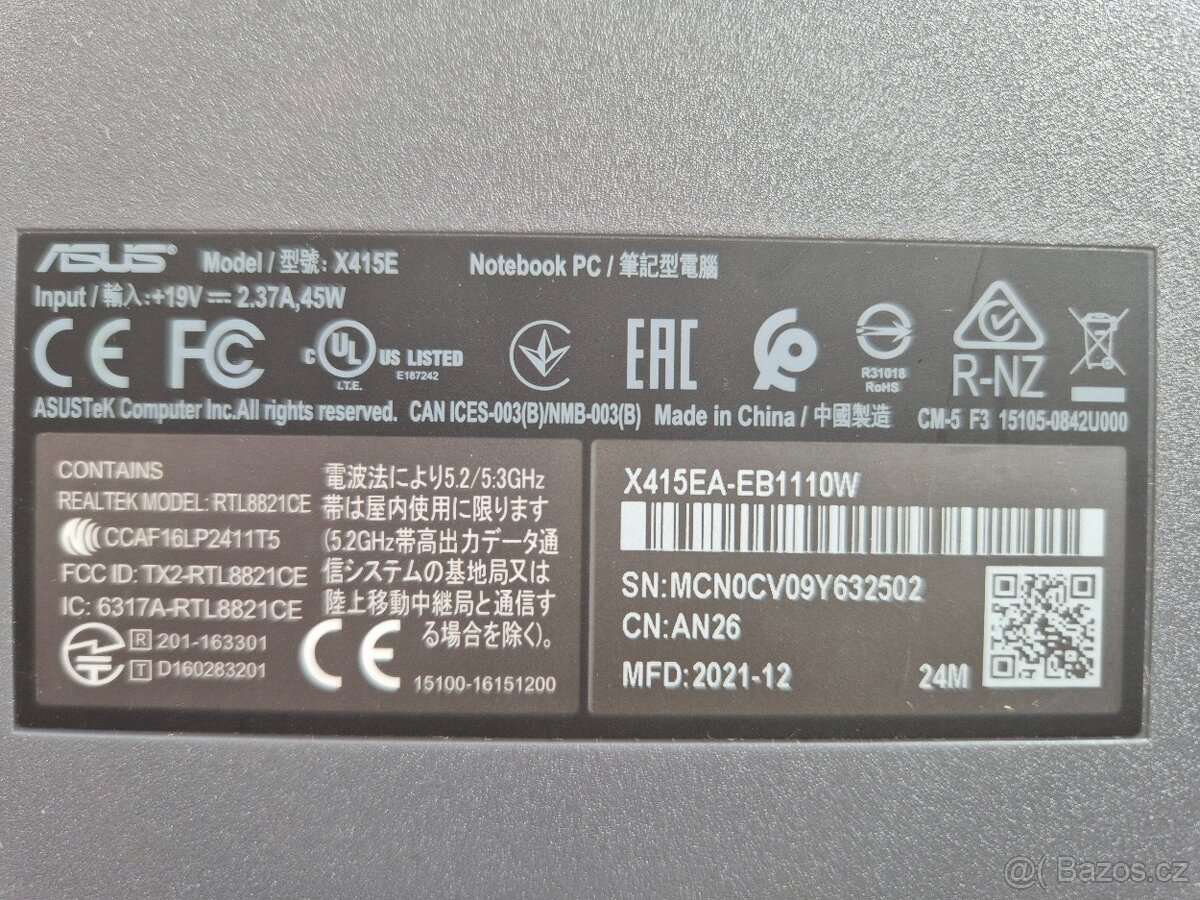 ASUS® Model / 型號: X415E Notebook PC / 筆記型電腦
Input / 輸入:+19V⎓2.37A,45W
CE FC c UL US LISTED EAC
I.T.E. E187242 R31018 RoHS R-NZ
ASUSTeK Computer Inc.All rights reserved. CAN ICES-003(B)/NMB-003(B) Made in China / 中國製造 CM-5 F3 15105-0842U000
CONTAINS
REALTEK MODEL: RTL8821CE
CCAF16LP2411T5
FCC ID: TX2-RTL8821CE
IC: 6317A-RTL8821CE
R 201-163301
T D160283201
電波法により5.2/5.3GHz
帯は屋内使用に限ります
(5.2GHz帯高出力データ通
信システムの基地局又は
陸上移動中継局と通信す
る場合を除く)。
CE 15100-16151200
X415EA-EB1110W
SN:MCN0CV09Y632502
CN:AN26
MFD:2021-12 24M
@( Bazos.cz